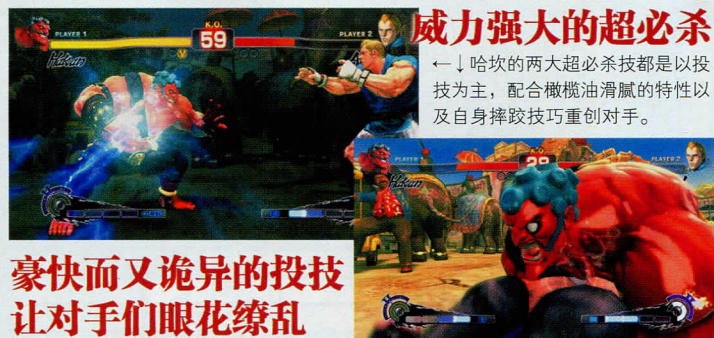 威力强大的超必杀
←↓哈坎的两大超必杀技都是以投
技为主，配合橄榄油滑腻的特性以
及自身摔跤技巧重创对手。
K.O.
PLAYER 1
59
PLAYER 2
Hakan
K.O.
PLAYER
28
PLAYER 2
Hakan
豪快而又诡异的投技
让对手们眼花缭乱